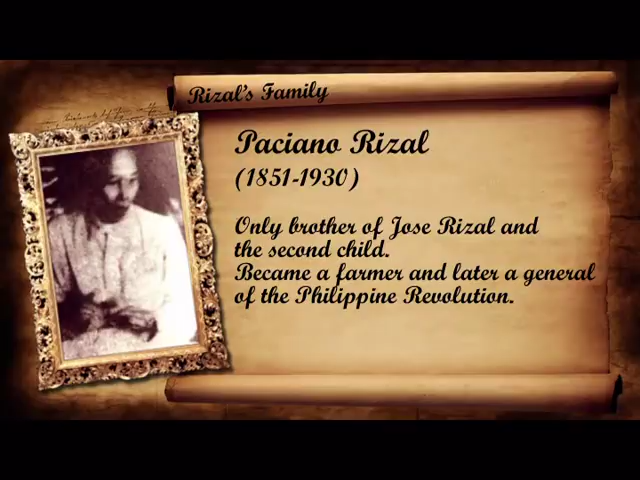 Rizal's Family
Paciano Rizal
(1851-1930)
Only brother of Jose Rizal and
the second child.
Became a farmer and later a general
of the Philippine Revolution.